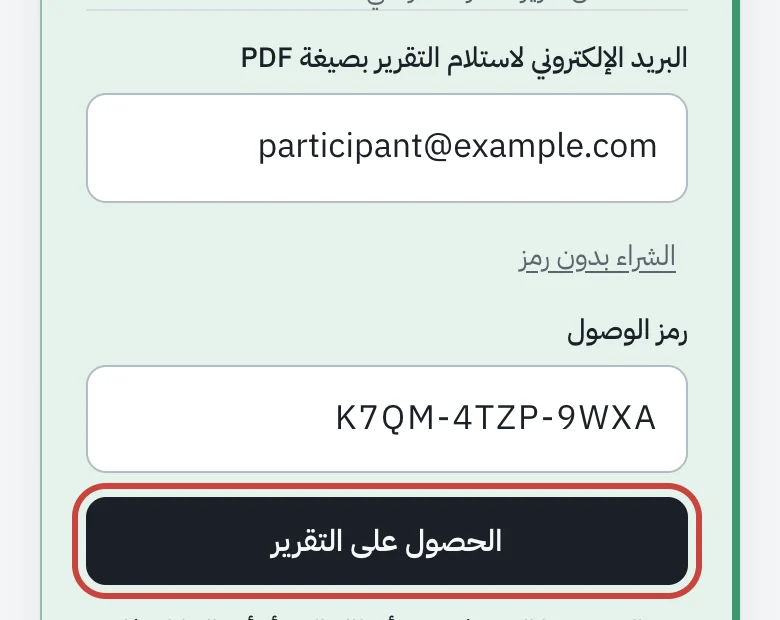 البريد الإلكتروني لاستلام التقرير بصيغة PDF
participant@example.com
الشراء بدون رمز
رمز الوصول
K7QM-4TZP-9WXA
الحصول على التقرير